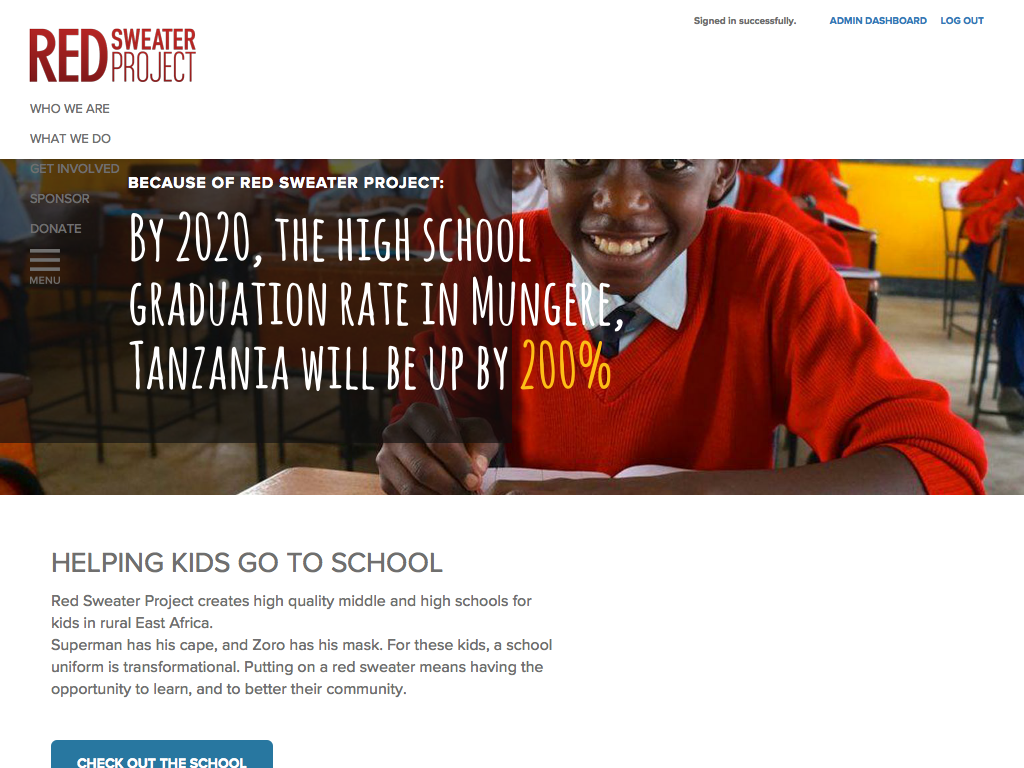 Signed in successfully.
ADMIN DASHBOARD
LOG OUT
RED SWEATER
PROJECT
WHO WE ARE
WHAT WE DO
GET INVOLVED
SPONSOR
DONATE
MENU
BECAUSE OF RED SWEATER PROJECT:
By 2020, the high school
graduation rate in Mungere,
Tanzania will be up by 200%
HELPING KIDS GO TO SCHOOL
Red Sweater Project creates high quality middle and high schools for
kids in rural East Africa.
Superman has his cape, and Zoro has his mask. For these kids, a school
uniform is transformational. Putting on a red sweater means having the
opportunity to learn, and to better their community.
CHECK OUT THE SCHOOL